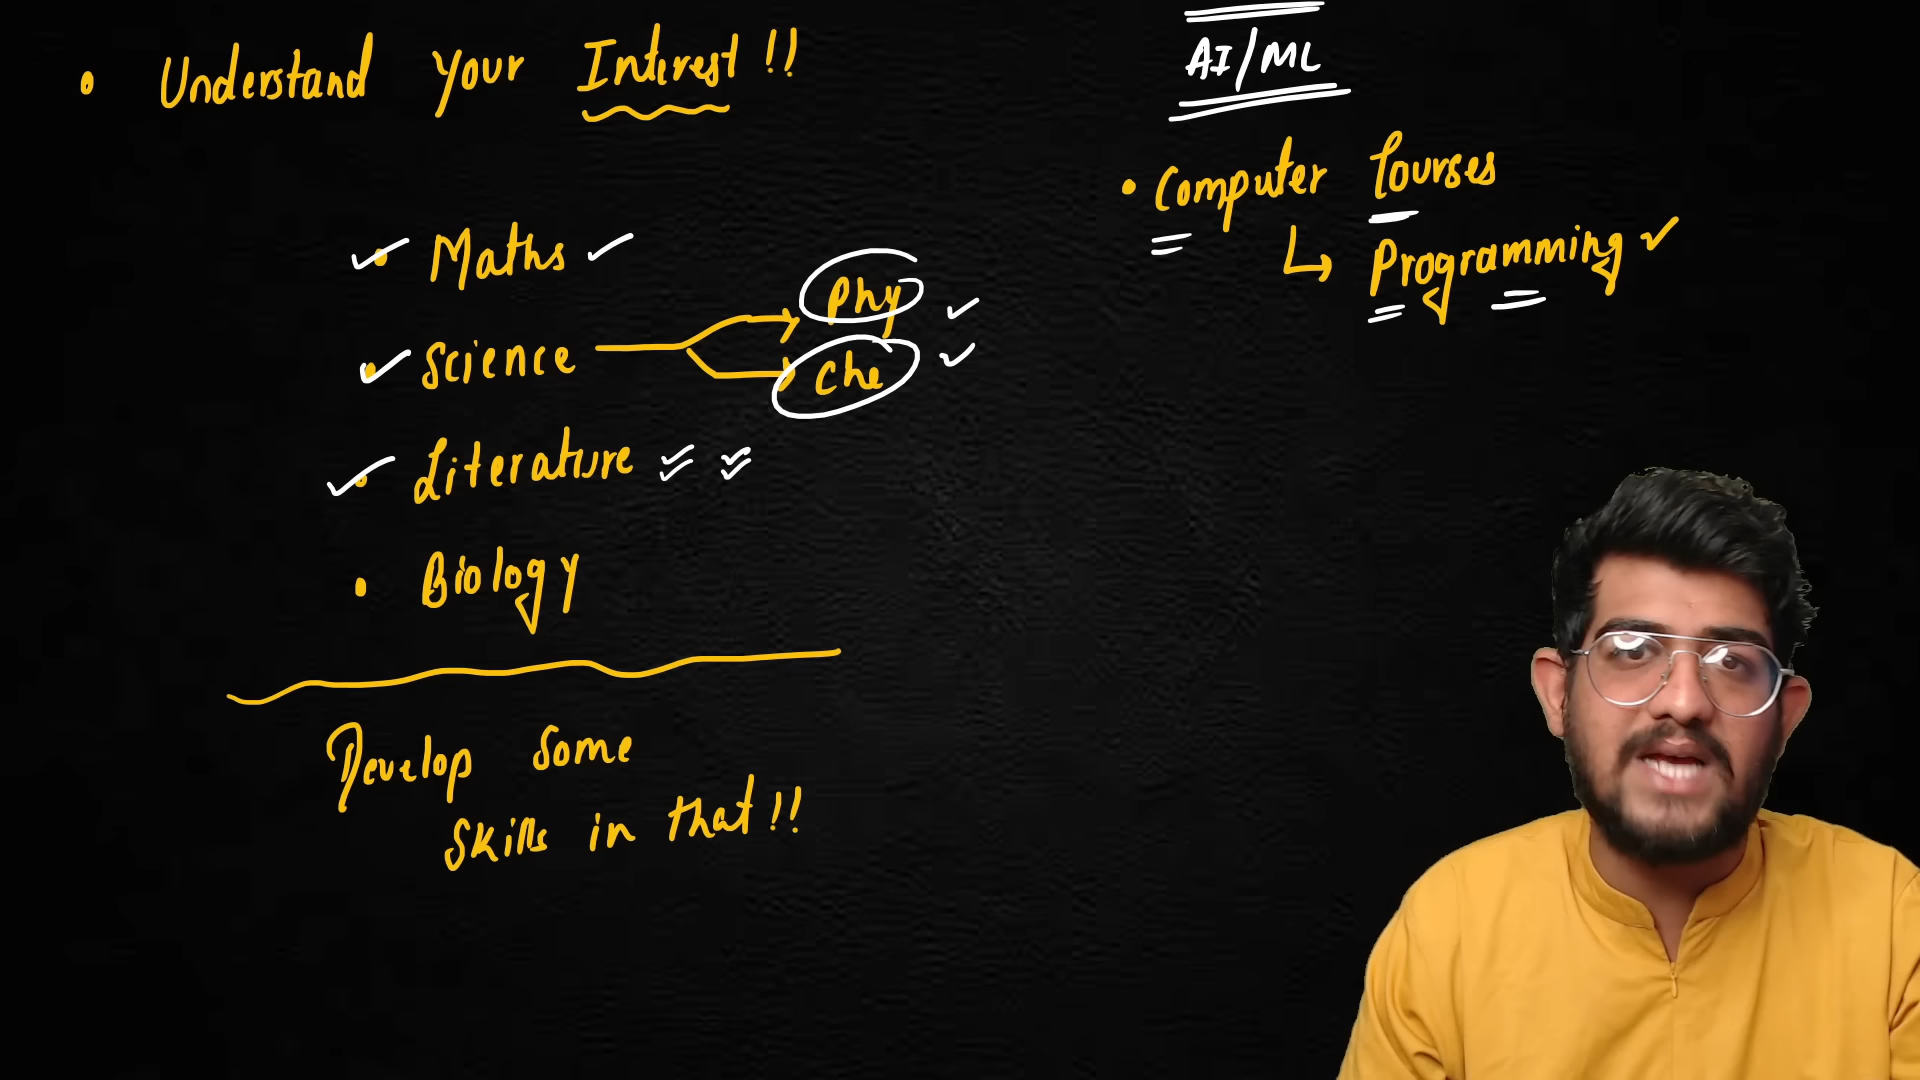 • Understand your Interest!!
• Maths
• Science
Phy
Che
• Literature
• Biology
Develop some
skills in that!!
AI/ML
• Computer Courses
↳ Programming